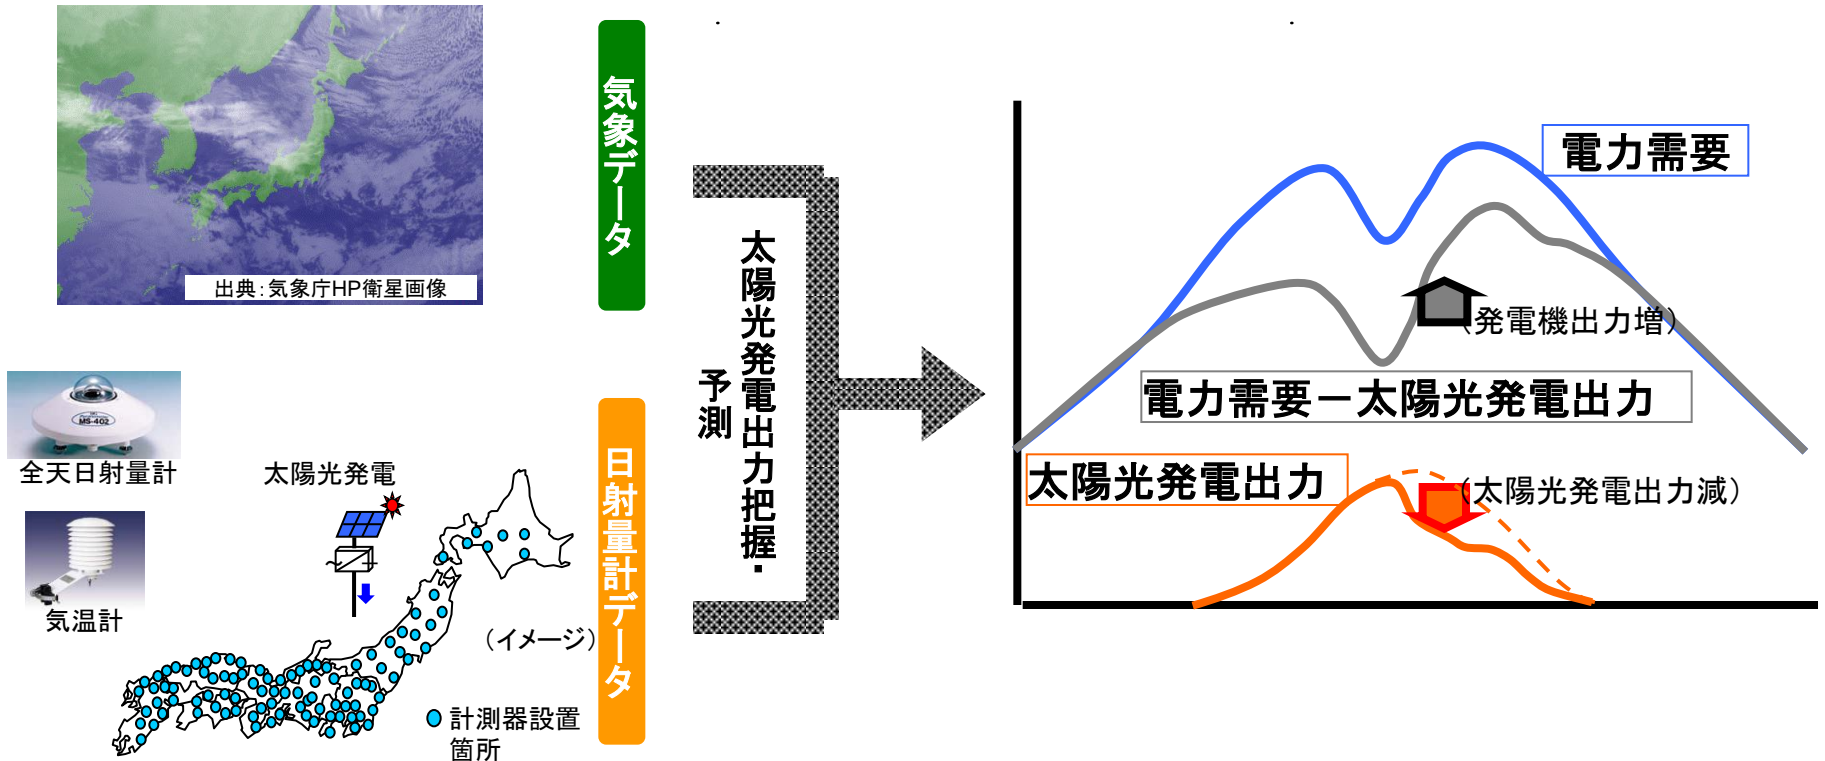 出典：気象庁HP衛星画像
気象データ
MS-402
全天日射量計
気温計
太陽光発電
（イメージ）
計測器設置
箇所
日射量計データ
太陽光発電出力把握・
予測
電力需要
（発電機出力増）
電力需要－太陽光発電出力
太陽光発電出力
（太陽光発電出力減）